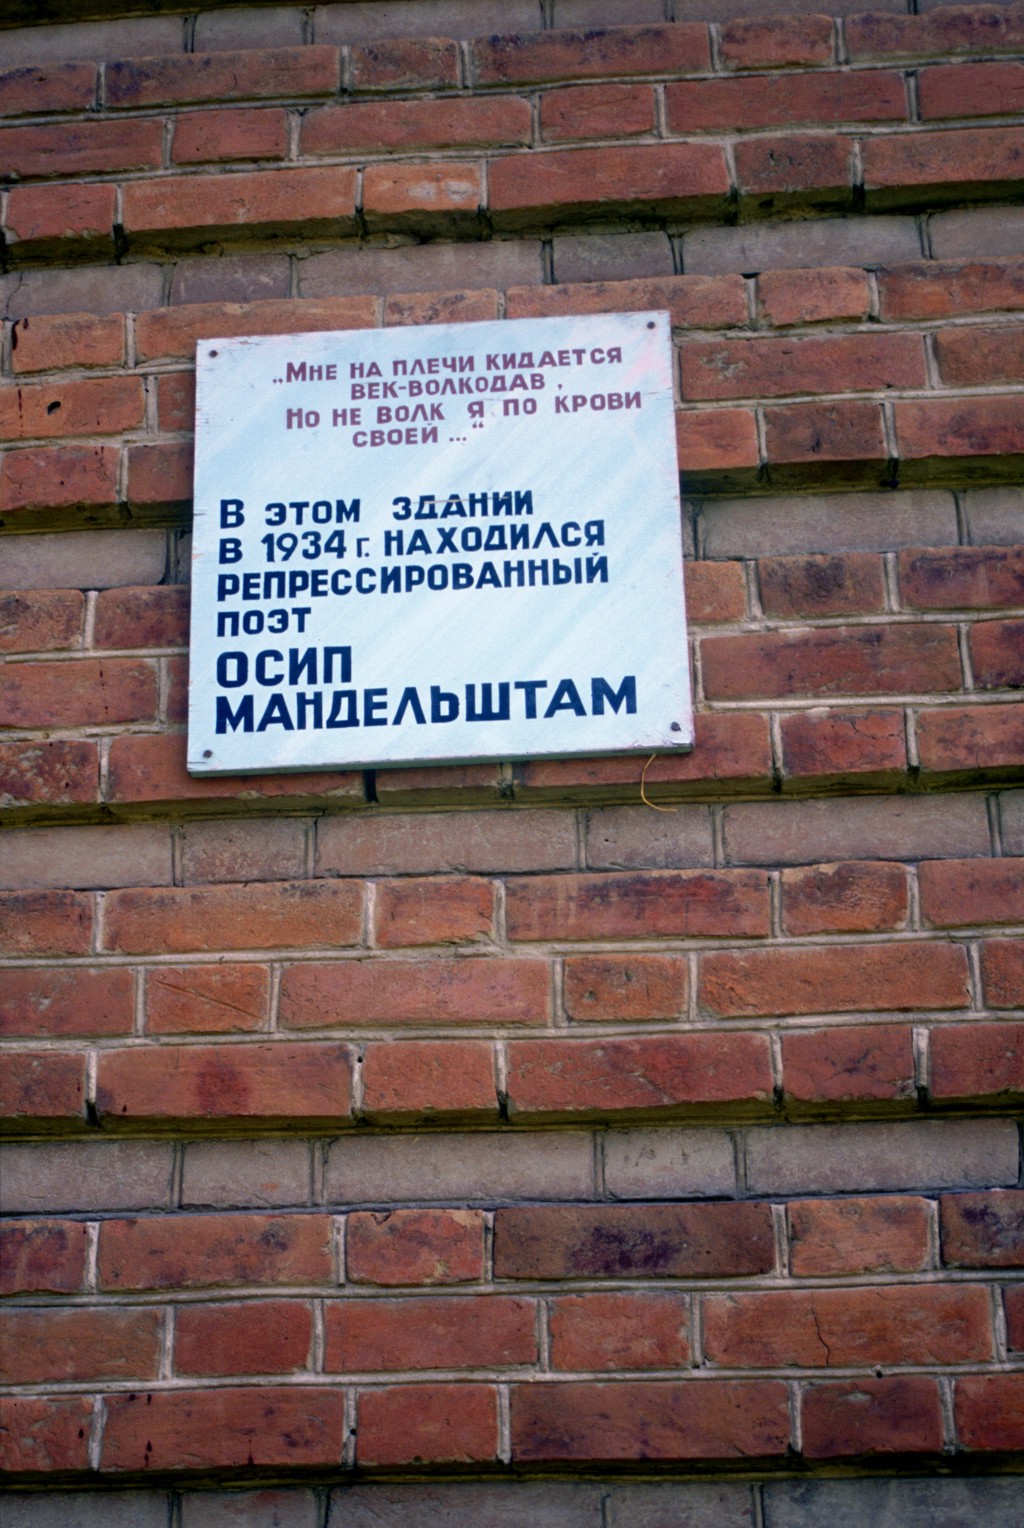 „Мне на плечи кидается
век-волкодав,
Но не волк я по крови
своей ..."
В этом здании
в 1934 г. находился
репрессированный
поэт
Осип
Мандельштам